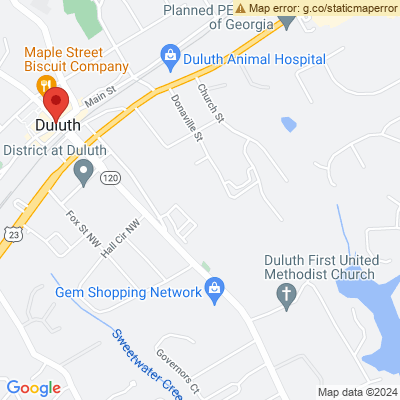 Map error: g.co/staticmaperror
Planned PE
of Georgia
Maple Street
Biscuit Company
Duluth Animal Hospital
Main St
Church St
Donaville St
Duluth
District at Duluth
120
23
Fox St NW
Hall Cir NW
Duluth First United
Methodist Church
Gem Shopping Network
Sweetwater Cree
Governors Ct
Google
Map data ©2024